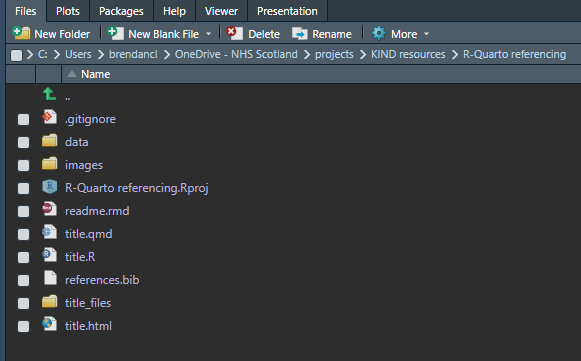 Files Plots Packages Help Viewer Presentation
New Folder New Blank File Delete Rename More
C: Users brendancl OneDrive - NHS Scotland projects KIND resources R-Quarto referencing
Name
..
.gitignore
data
images
R-Quarto referencing.Rproj
readme.rmd
title.qmd
title.R
references.bib
title_files
title.html